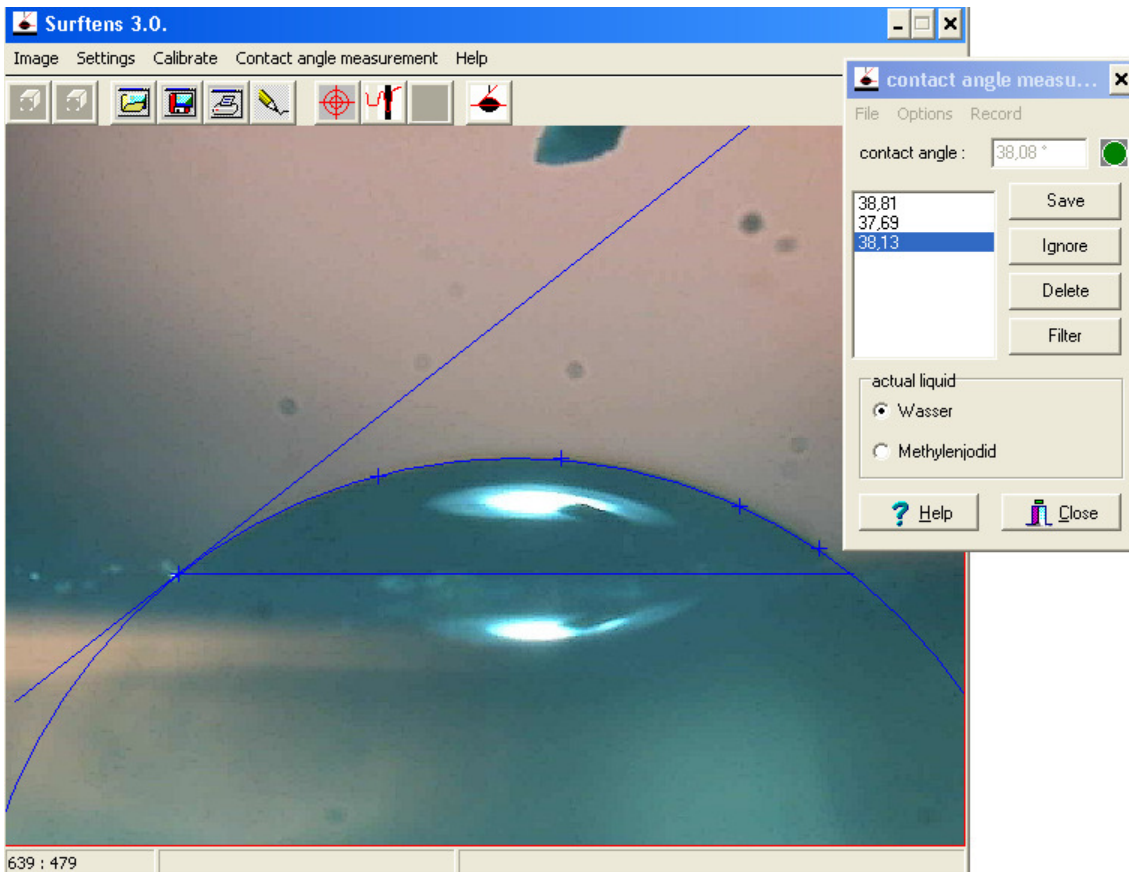 Surftens 3.0.
Image Settings Calibrate Contact angle measurement Help
contact angle measu...
File Options Record
contact angle : 38,08 °
38,81
37,69
38,13
Save
Ignore
Delete
Filter
actual liquid
Wasser
Methylenjodid
? Help
Close
639 : 479